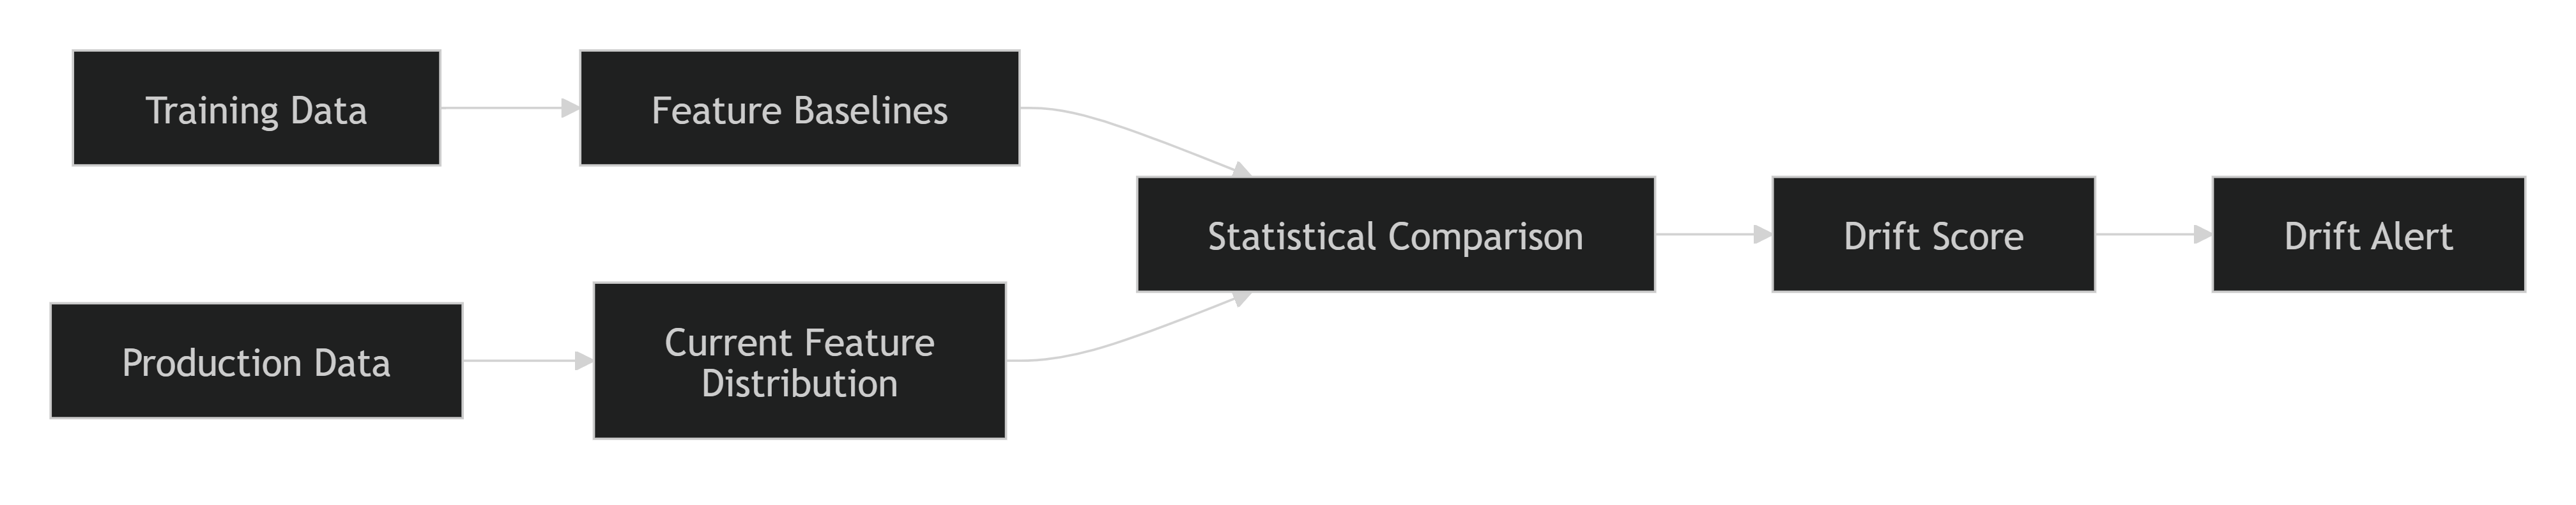 Training Data
Feature Baselines
Production Data
Current Feature
Distribution
Statistical Comparison
Drift Score
Drift Alert